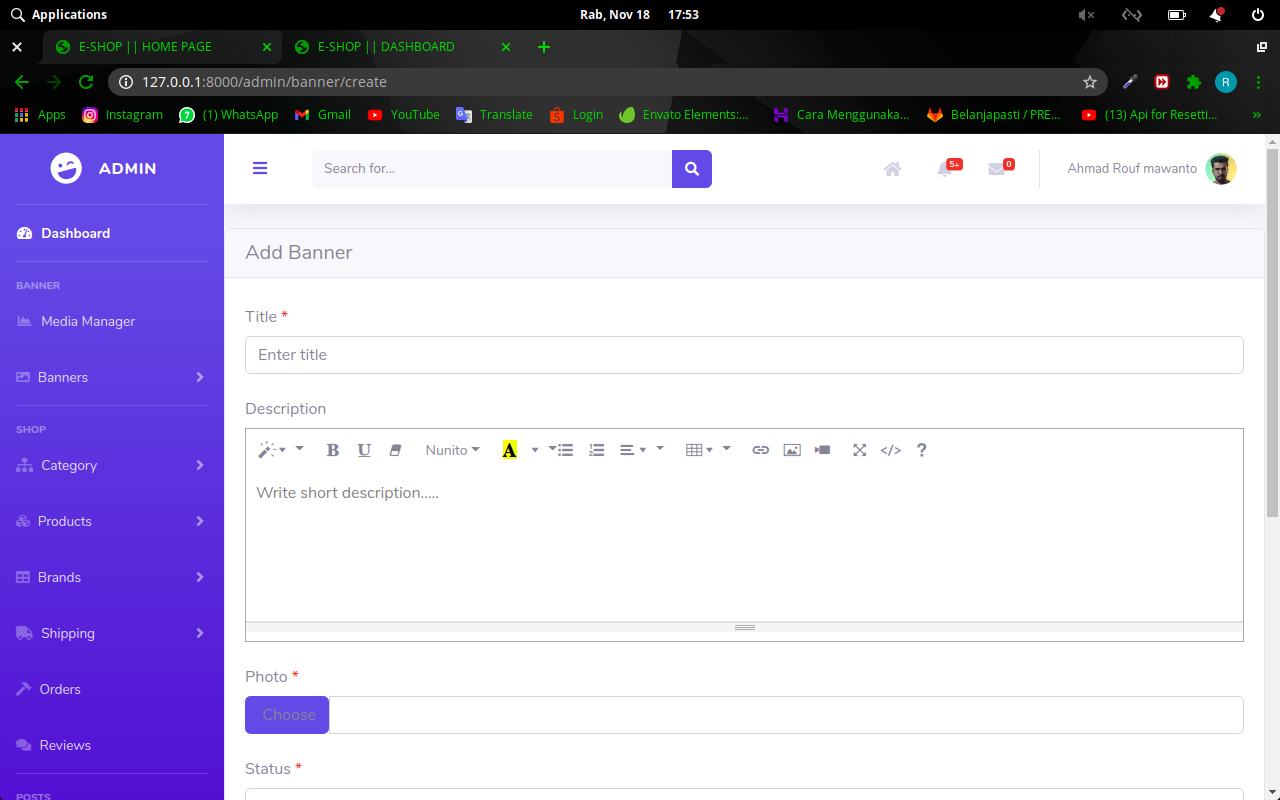 Applications
Rab, Nov 18 17:53
E-SHOP || HOME PAGE
E-SHOP || DASHBOARD
127.0.0.1:8000/admin/banner/create
R
Apps
Instagram
(1) WhatsApp
Gmail
YouTube
Translate
Login
Envato Elements:...
Cara Menggunaka...
Belanjapasti / PRE...
(13) Api for Resetti...
ADMIN
Search for...
5+
0
Ahmad Rouf mawanto
Dashboard
BANNER
Media Manager
Banners
SHOP
Category
Products
Brands
Shipping
Orders
Reviews
POSTS
Add Banner
Title *
Enter title
Description
B U Nunito A </> ?
Write short description.....
Photo *
Choose
Status *